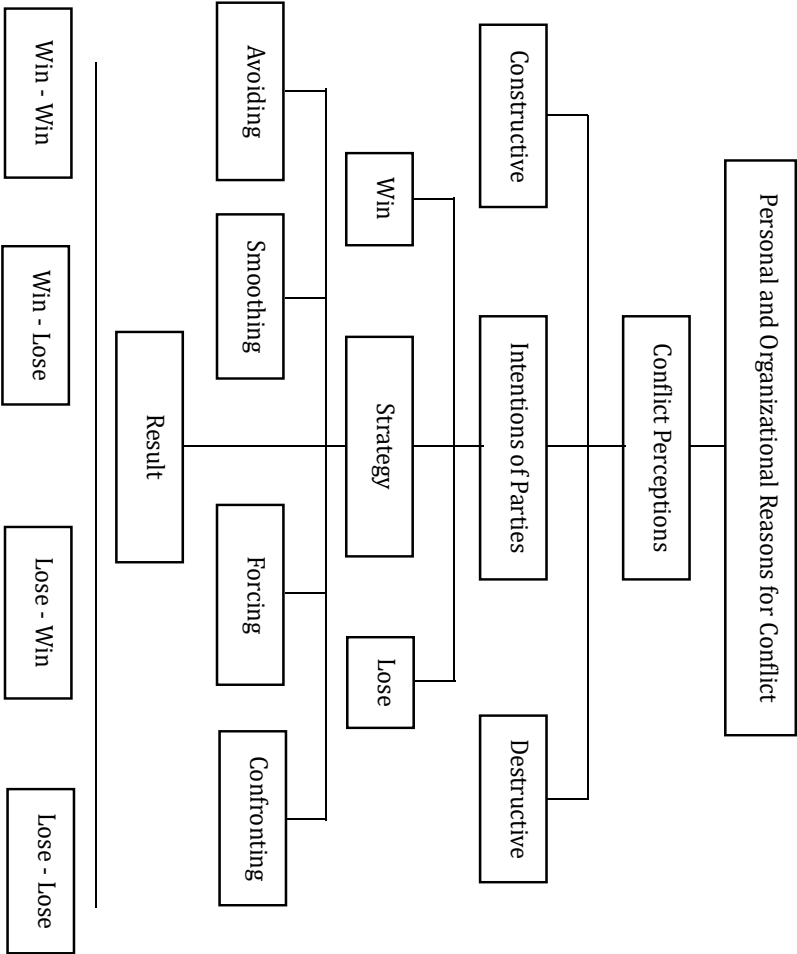 Personal and Organizational Reasons for Conflict
Conflict Perceptions
Constructive
Intentions of Parties
Destructive
Win
Strategy
Lose
Avoiding
Smoothing
Forcing
Confronting
Result
Win - Win
Win - Lose
Lose - Win
Lose - Lose